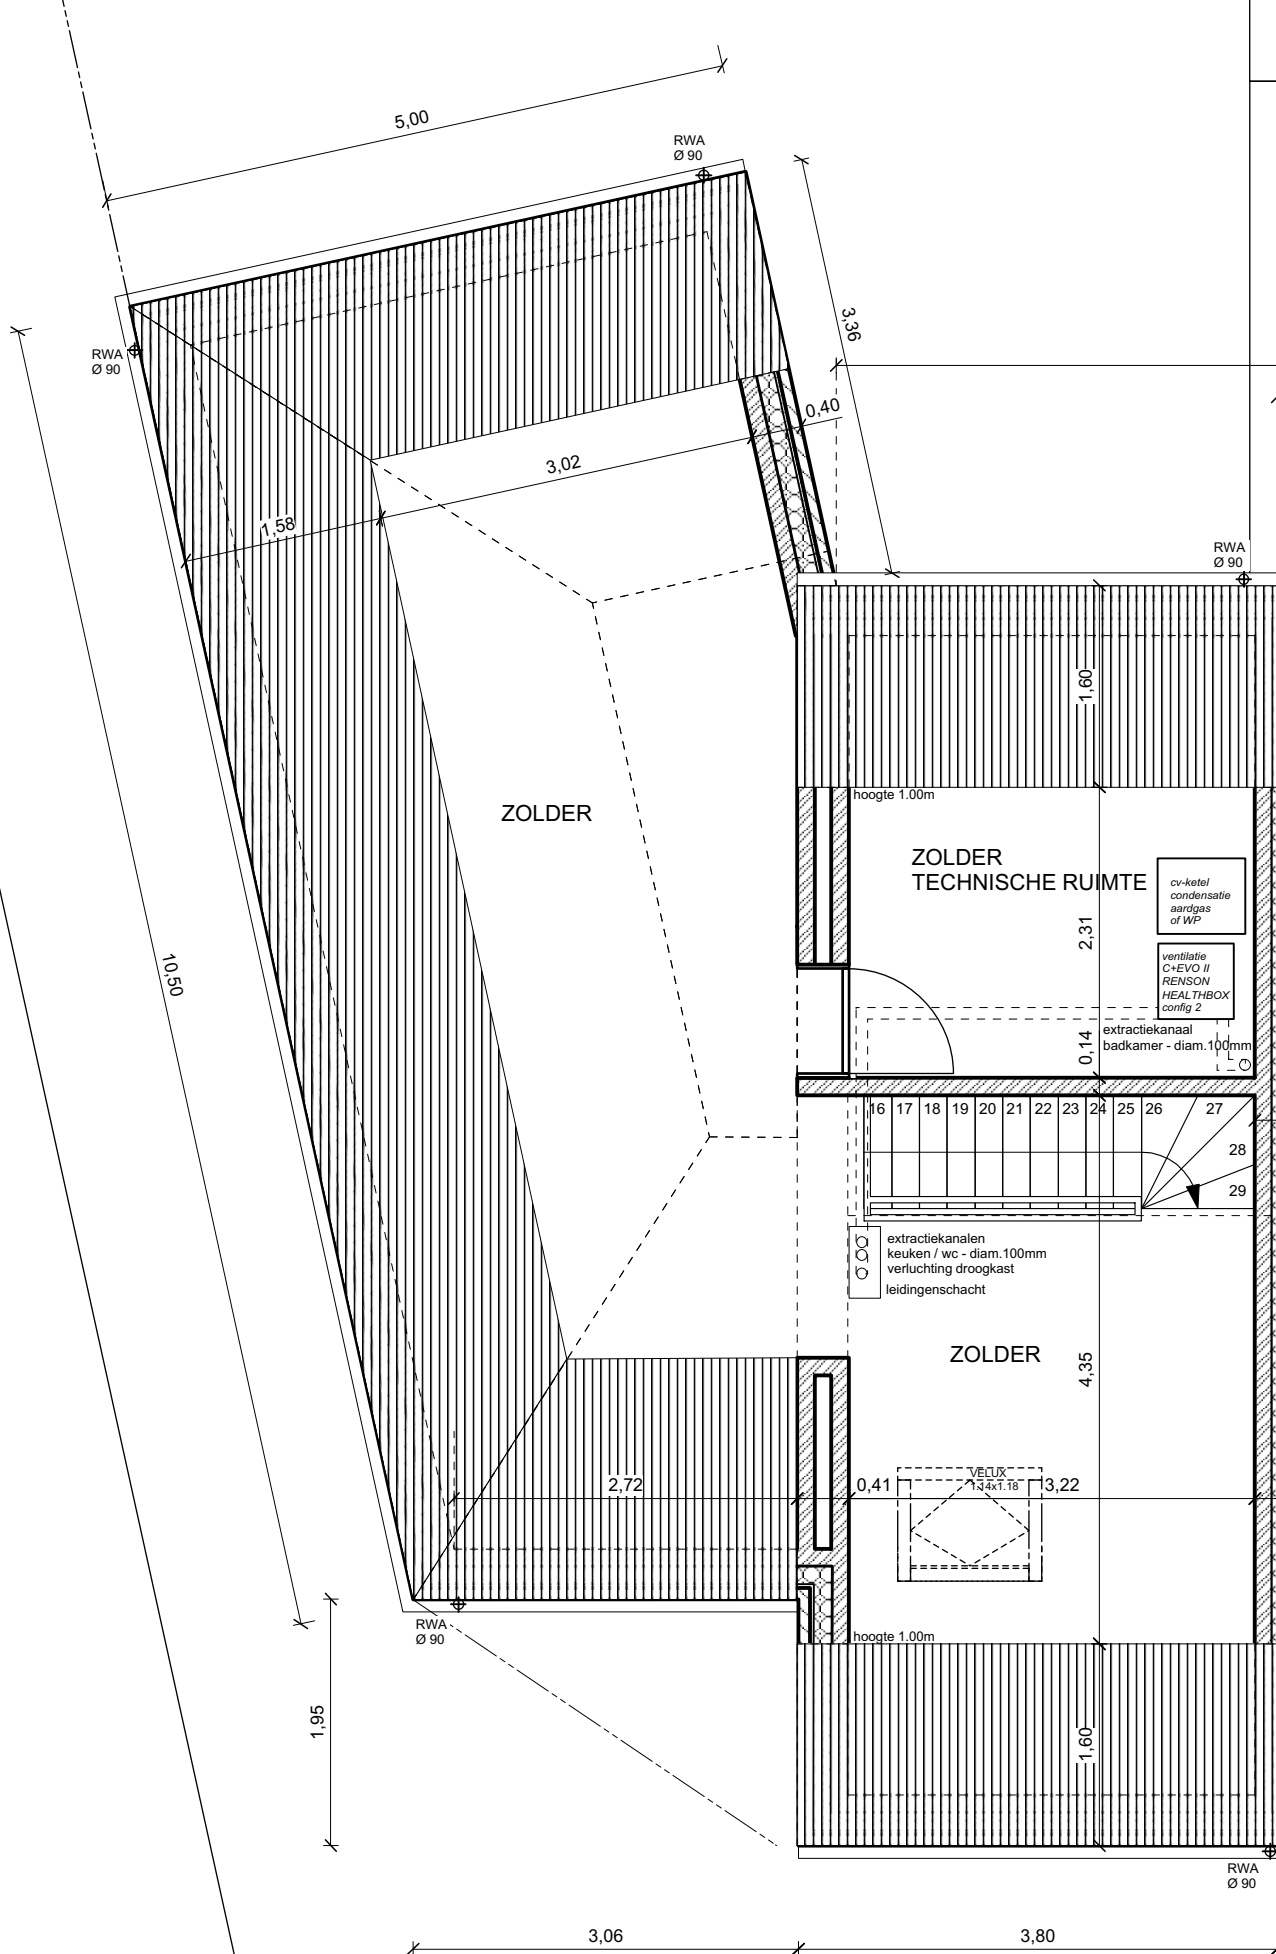 5,00
RWA
Ø 90
3,36
RWA
Ø 90
0,40
3,02
1,58
RWA
Ø 90
1,60
hoogte 1.00m
ZOLDER
ZOLDER
TECHNISCHE RUIMTE
cv-ketel
condensatie
aardgas
of WP
2,31
ventilatie
C+EVO II
RENSON
HEALTHBOX
config 2
10,50
extractiekanaal
badkamer - diam.100mm
0,14
16 17 18 19 20 21 22 23 24 25 26 27
28
29
extractiekanalen
keuken / wc - diam.100mm
verluchting droogkast
leidingenschacht
ZOLDER
4,35
VELUX
1.14x1.18
2,72
0,41
3,22
RWA
Ø 90
hoogte 1.00m
1,95
1,60
RWA
Ø 90
3,06
3,80